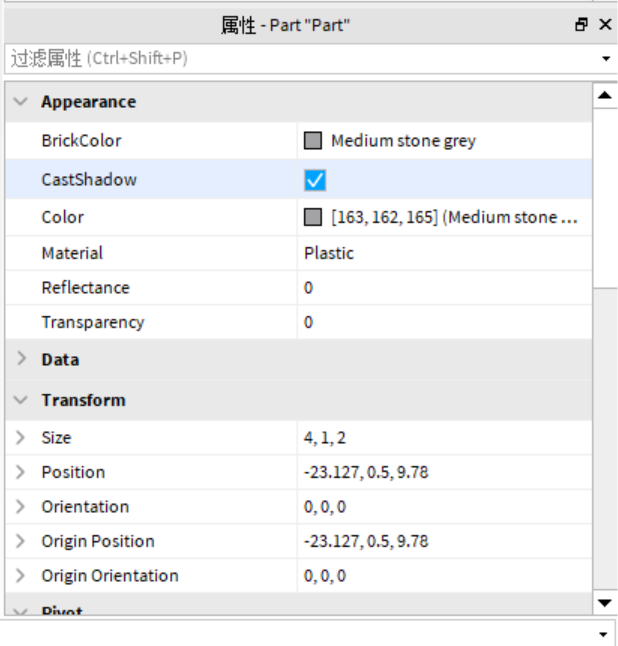 属性 - Part "Part"
过滤属性 (Ctrl+Shift+P)
Appearance
BrickColor Medium stone grey
CastShadow
Color [163, 162, 165] (Medium stone ...
Material Plastic
Reflectance 0
Transparency 0
Data
Transform
Size 4, 1, 2
Position -23.127, 0.5, 9.78
Orientation 0, 0, 0
Origin Position -23.127, 0.5, 9.78
Origin Orientation 0, 0, 0
Pivot